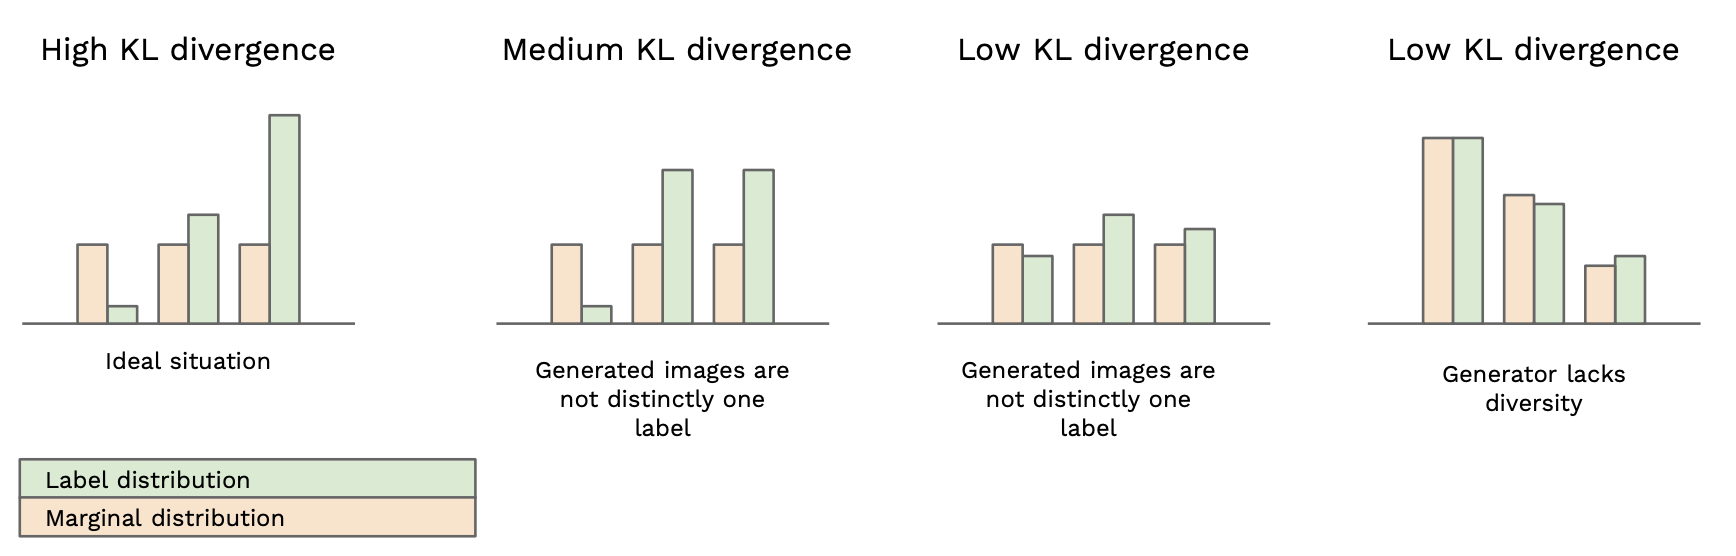 High KL divergence
Medium KL divergence
Low KL divergence
Low KL divergence
Ideal situation
Generated images are
not distinctly one
label
Generated images are
not distinctly one
label
Generator lacks
diversity
Label distribution
Marginal distribution